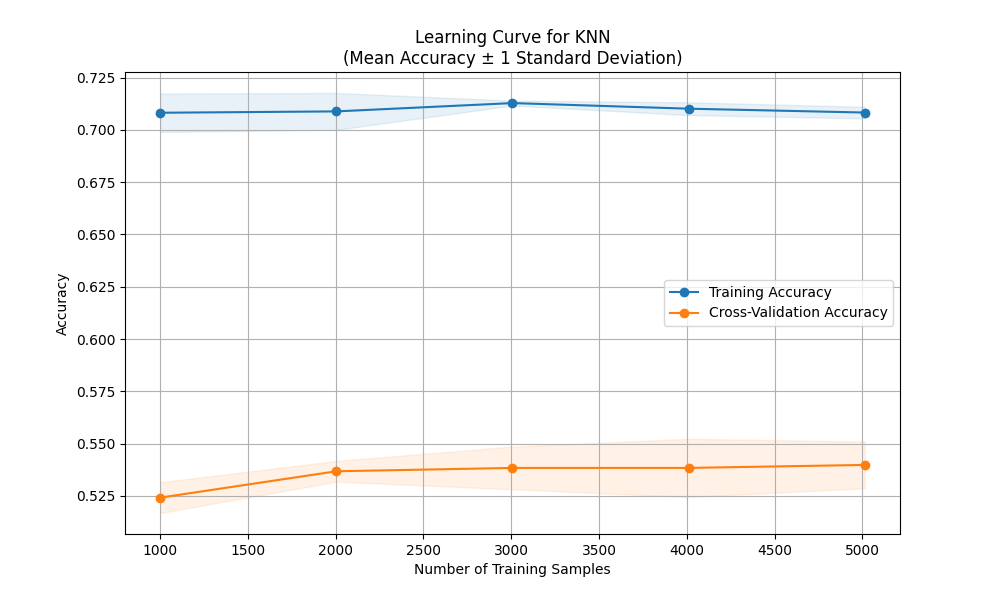 Learning Curve for KNN
(Mean Accuracy ± 1 Standard Deviation)
0.725
0.700
0.675
0.650
0.625
0.600
0.575
0.550
0.525
Accuracy
Training Accuracy
Cross-Validation Accuracy
1000 1500 2000 2500 3000 3500 4000 4500 5000
Number of Training Samples